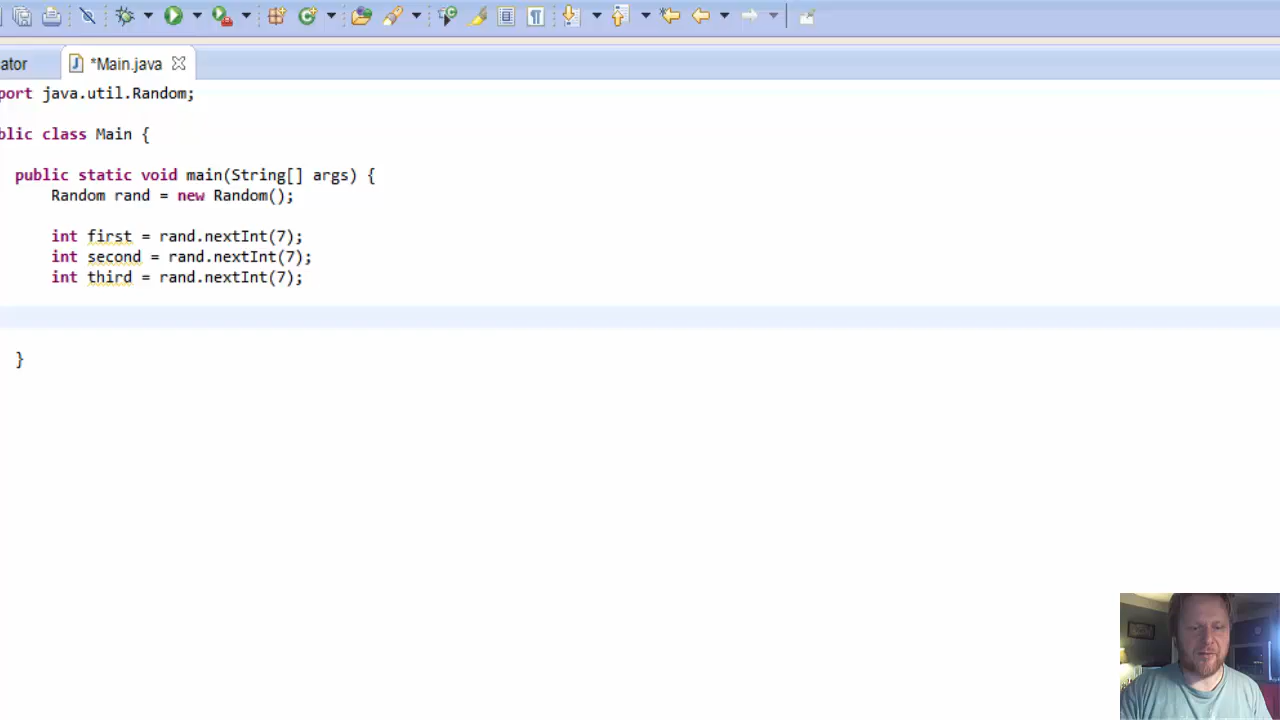 ator
*Main.java
port java.util.Random;
blic class Main {
public static void main(String[] args) {
Random rand = new Random();
int first = rand.nextInt(7);
int second = rand.nextInt(7);
int third = rand.nextInt(7);
}